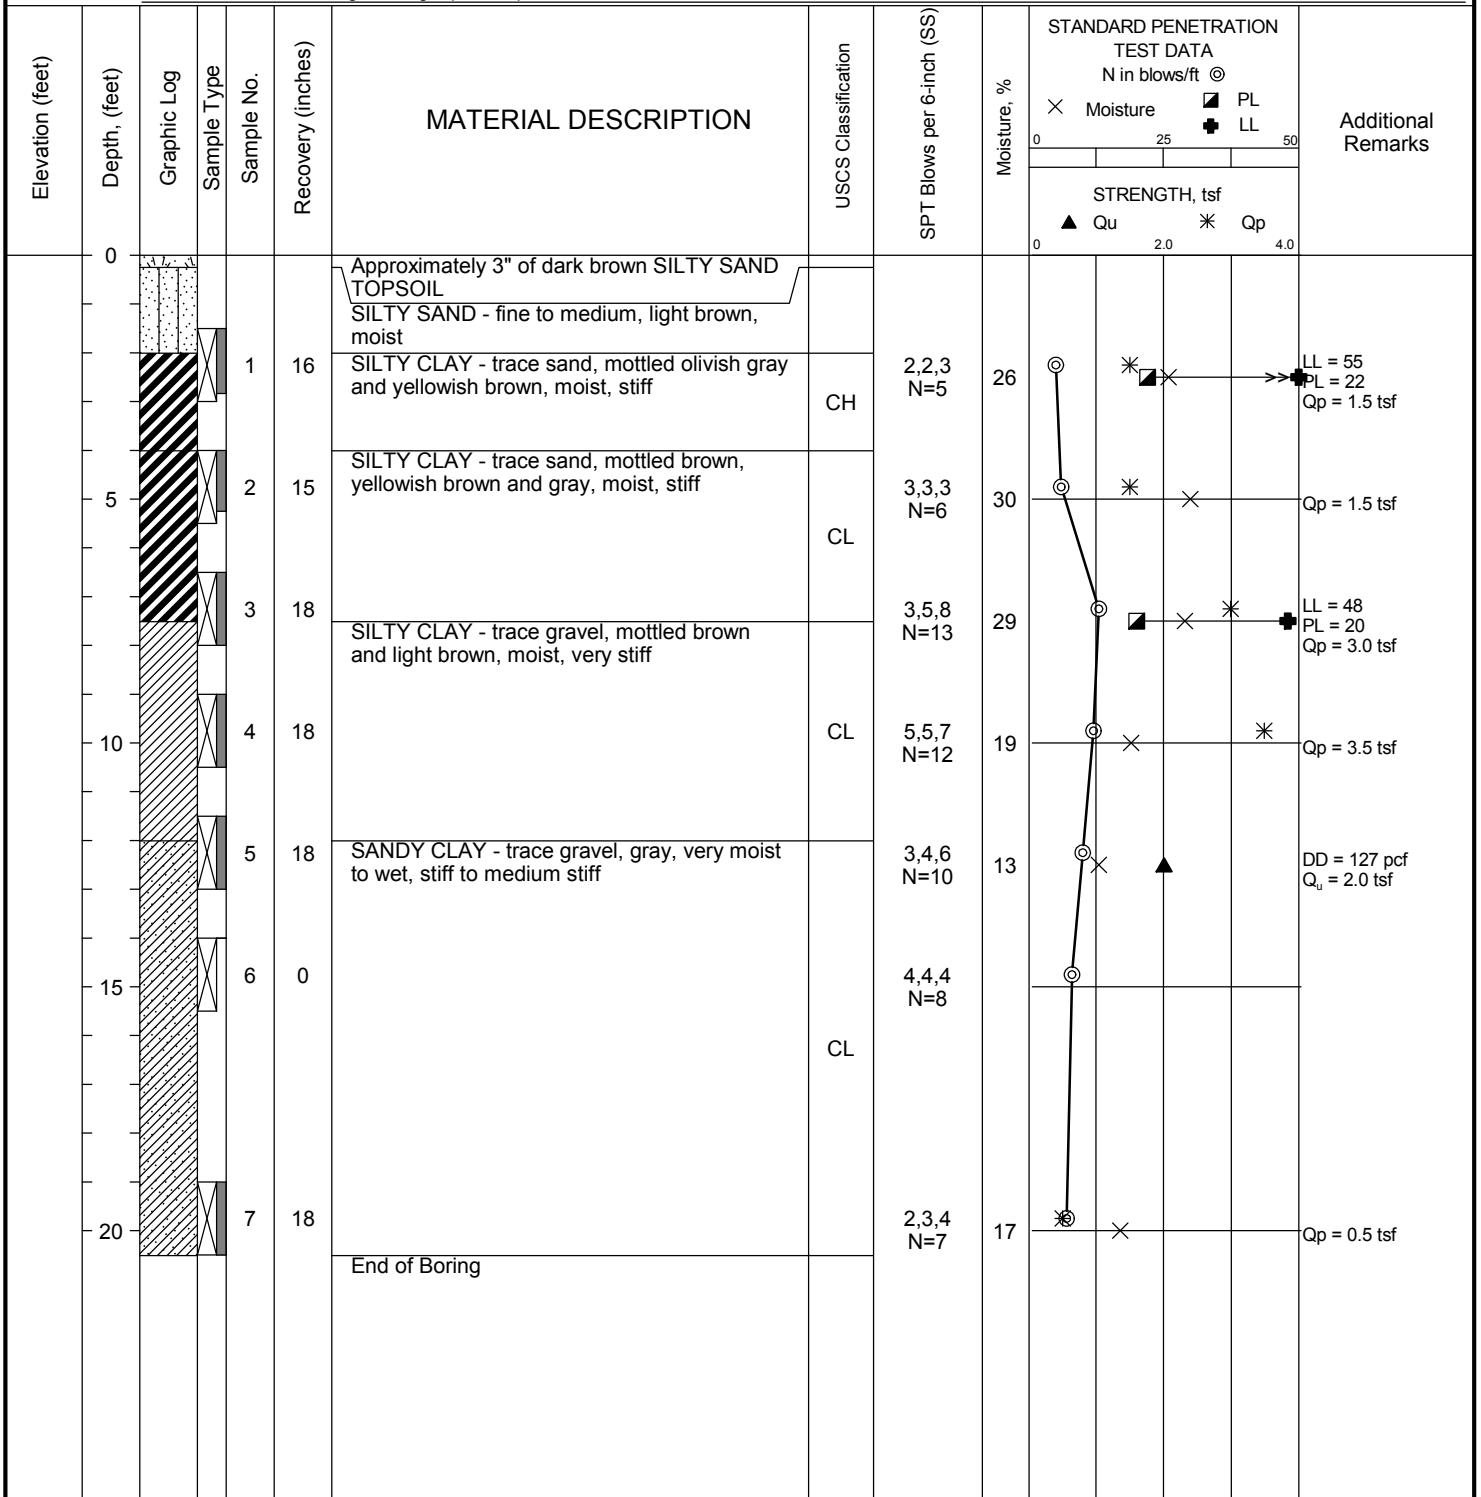 Elevation (feet)
Depth, (feet)
Graphic Log
Sample Type
Sample No.
Recovery (inches)
MATERIAL DESCRIPTION
USCS Classification
SPT Blows per 6-inch (SS)
Moisture, %
STANDARD PENETRATION
TEST DATA
N in blows/ft
Moisture
PL
LL
0 25 50
STRENGTH, tsf
Qu Qp
0 2.0 4.0
Additional
Remarks
0
Approximately 3" of dark brown SILTY SAND
TOPSOIL
SILTY SAND - fine to medium, light brown,
moist
1 16
SILTY CLAY - trace sand, mottled olivish gray
and yellowish brown, moist, stiff
CH
2,2,3
N=5
26
LL = 55
PL = 22
Qp = 1.5 tsf
5
2 15
SILTY CLAY - trace sand, mottled brown,
yellowish brown and gray, moist, stiff
CL
3,3,3
N=6
30
Qp = 1.5 tsf
3 18
3,5,8
N=13
29
LL = 48
PL = 20
Qp = 3.0 tsf
SILTY CLAY - trace gravel, mottled brown
and light brown, moist, very stiff
10
4 18
CL
5,5,7
N=12
19
Qp = 3.5 tsf
5 18
SANDY CLAY - trace gravel, gray, very moist
to wet, stiff to medium stiff
3,4,6
N=10
13
DD = 127 pcf
Qu = 2.0 tsf
15
6 0
4,4,4
N=8
CL
20
7 18
2,3,4
N=7
17
Qp = 0.5 tsf
End of Boring